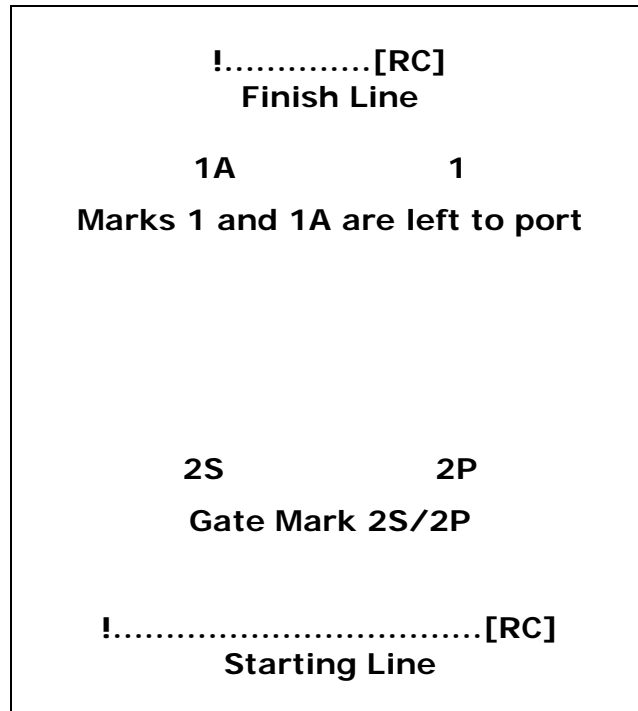 !..............[RC]
Finish Line
1A 1
Marks 1 and 1A are left to port
2S 2P
Gate Mark 2S/2P
!...................................[RC]
Starting Line